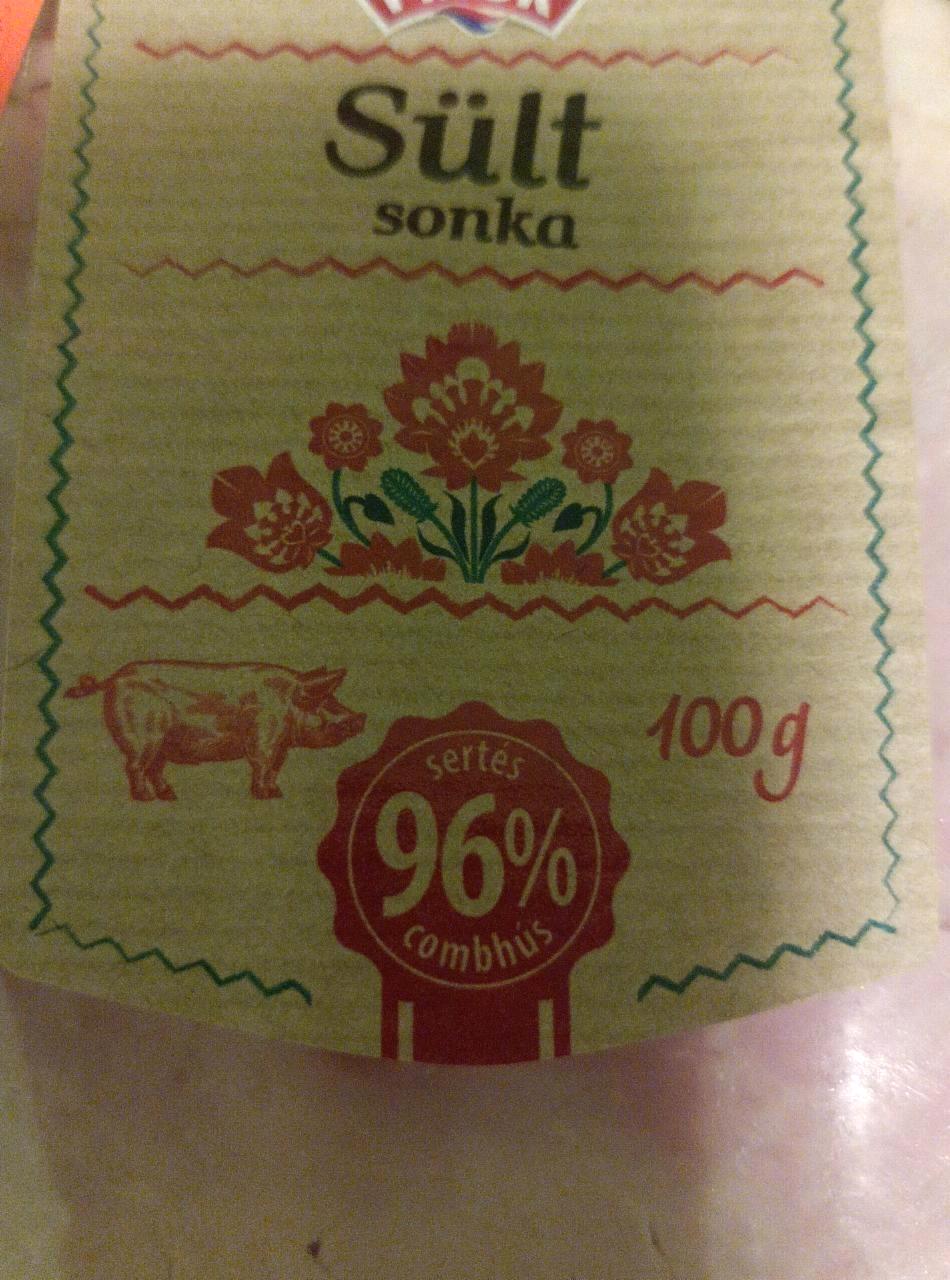 Sült
sonka
100g
sertés
96%
combhús